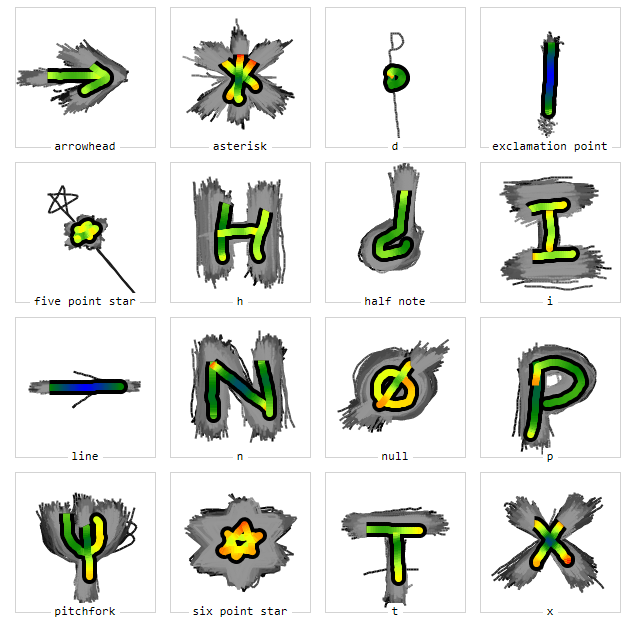 arrowhead
asterisk
d
exclamation point
five point star
h
half note
i
line
n
null
p
pitchfork
six point star
t
x